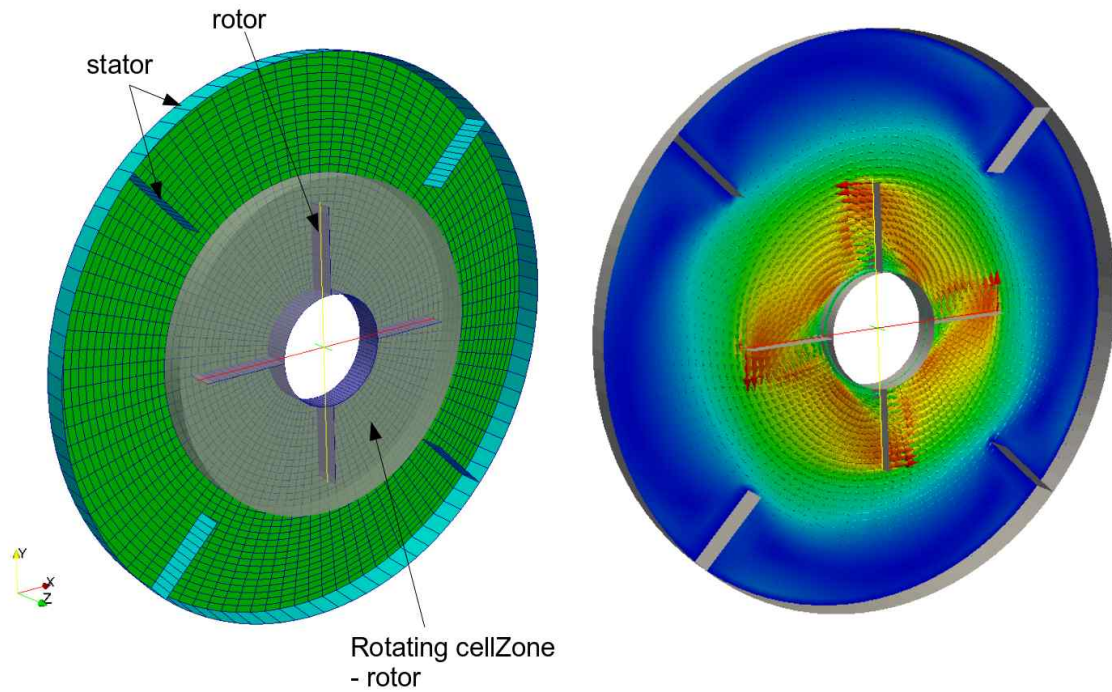 rotor
stator
Y
X
Z
Rotating cellZone
- rotor